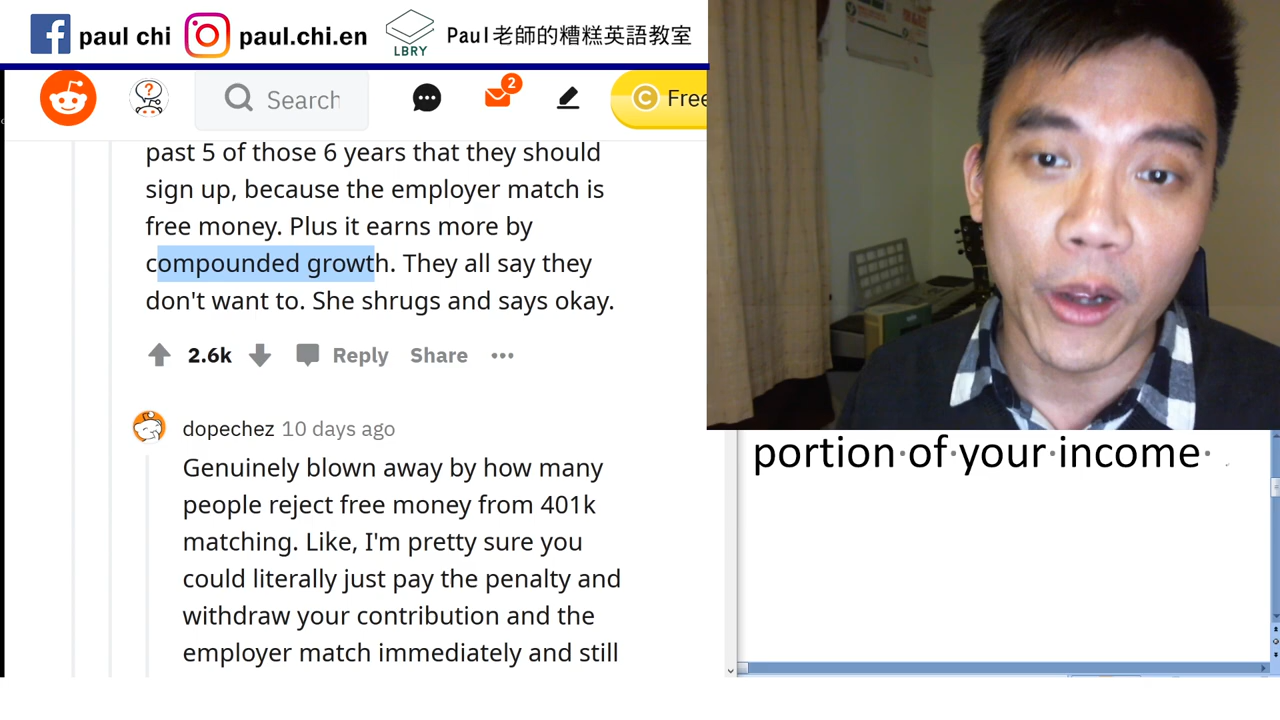 paul chi
paul.chi.en
LBRY
Paul老師的糟糕英語教室
Search
2
Free
past 5 of those 6 years that they should
sign up, because the employer match is
free money. Plus it earns more by
compounded growth. They all say they
don't want to. She shrugs and says okay.
2.6k
Reply
Share
dopechez 10 days ago
Genuinely blown away by how many
people reject free money from 401k
matching. Like, I'm pretty sure you
could literally just pay the penalty and
withdraw your contribution and the
employer match immediately and still
portion of your income